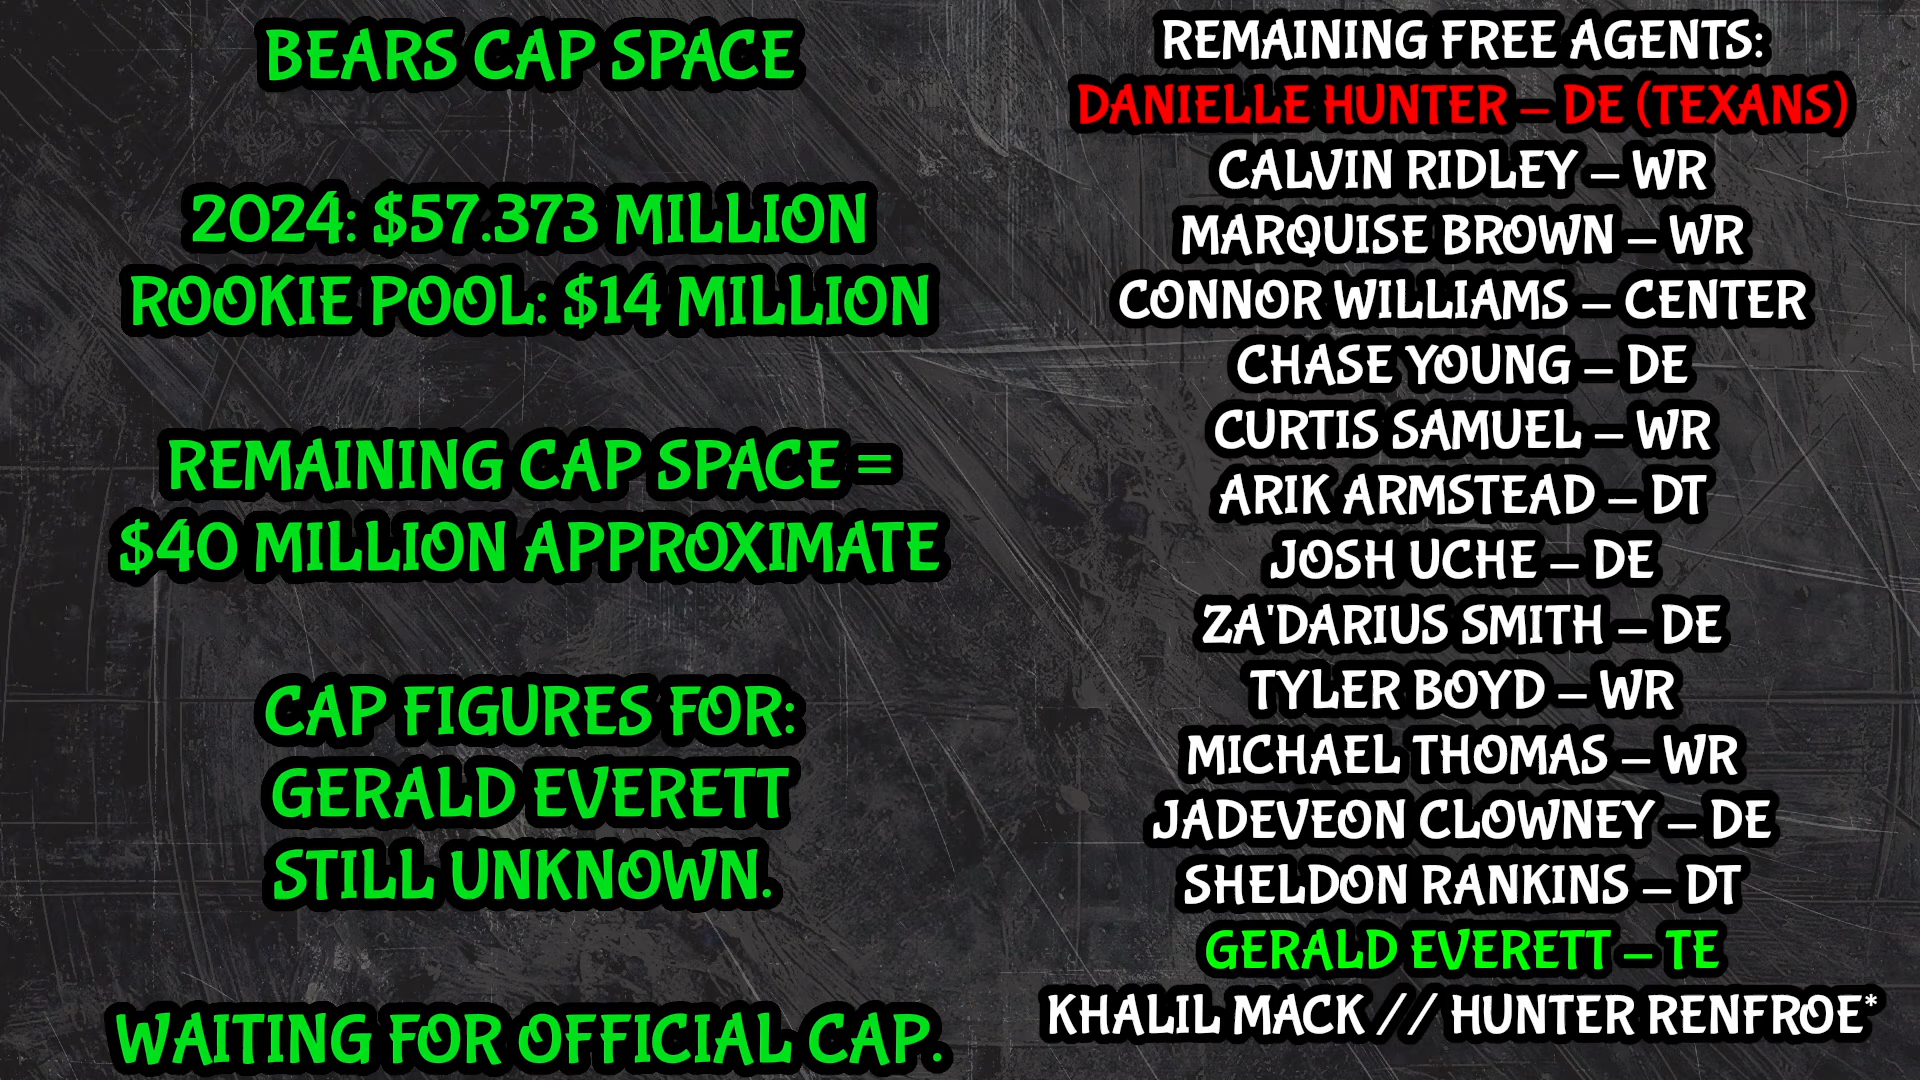 BEARS CAP SPACE
2024: $57.373 MILLION
ROOKIE POOL: $14 MILLION
REMAINING CAP SPACE =
$40 MILLION APPROXIMATE
CAP FIGURES FOR:
GERALD EVERETT
STILL UNKNOWN.
WAITING FOR OFFICIAL CAP.
REMAINING FREE AGENTS:
DANIELLE HUNTER – DE (TEXANS)
CALVIN RIDLEY – WR
MARQUISE BROWN – WR
CONNOR WILLIAMS – CENTER
CHASE YOUNG – DE
CURTIS SAMUEL – WR
ARIK ARMSTEAD – DT
JOSH UCHE – DE
ZA'DARIUS SMITH – DE
TYLER BOYD – WR
MICHAEL THOMAS – WR
JADEVEON CLOWNEY – DE
SHELDON RANKINS – DT
GERALD EVERETT – TE
KHALIL MACK // HUNTER RENFROE*